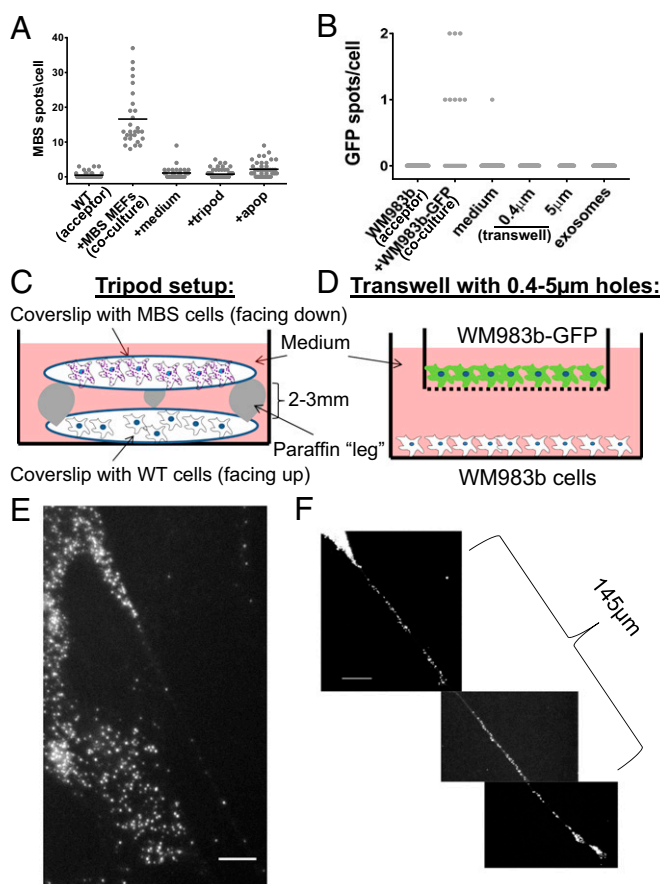 A
MBS spots\cell
40
30
20
10
0
WT
(acceptor)
+MBS MEFs
(co-culture)
+medium
+tripod
+apop
B
GFP spots/cell
2
1
0
WM983b
(acceptor)
+WM983b-GFP
(co-culture)
medium
0.4µm
(transwell)
5µm
exosomes
C
Tripod setup:
Coverslip with MBS cells (facing down)
Medium
2-3mm
Paraffin “leg”
Coverslip with WT cells (facing up)
D
Transwell with 0.4-5µm holes:
WM983b-GFP
WM983b cells
E
F
145µm